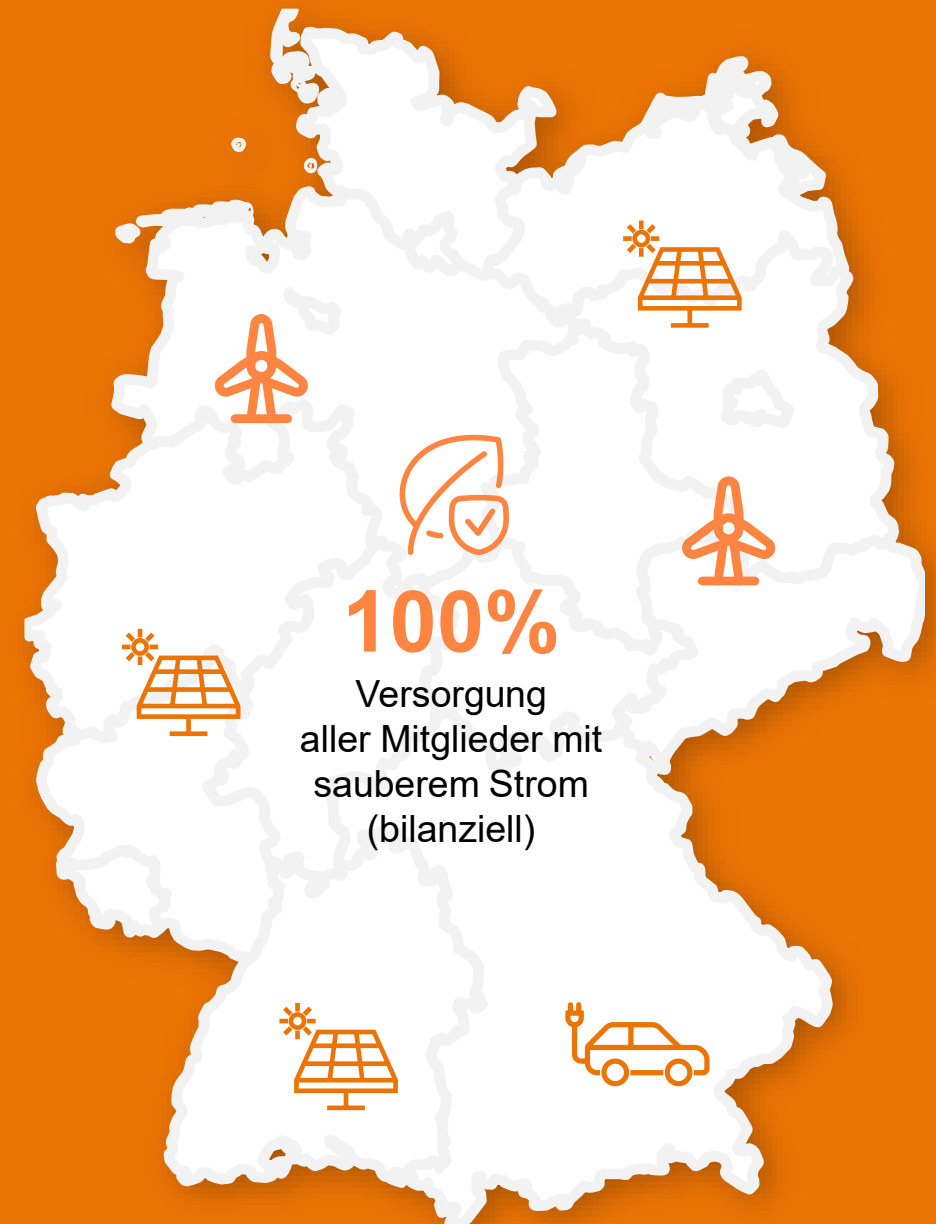 100%
Versorgung
aller Mitglieder mit
sauberem Strom
(bilanziell)